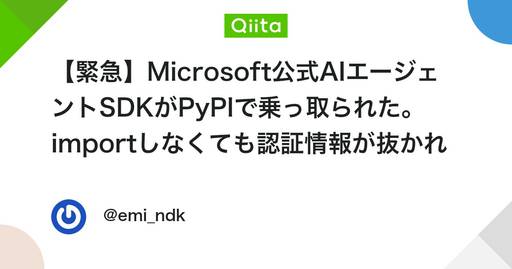 Qiita
【緊急】Microsoft公式AIエージェ
ントSDKがPyPIで乗っ取られた。
importしなくても認証情報が抜かれ
@emi_ndk